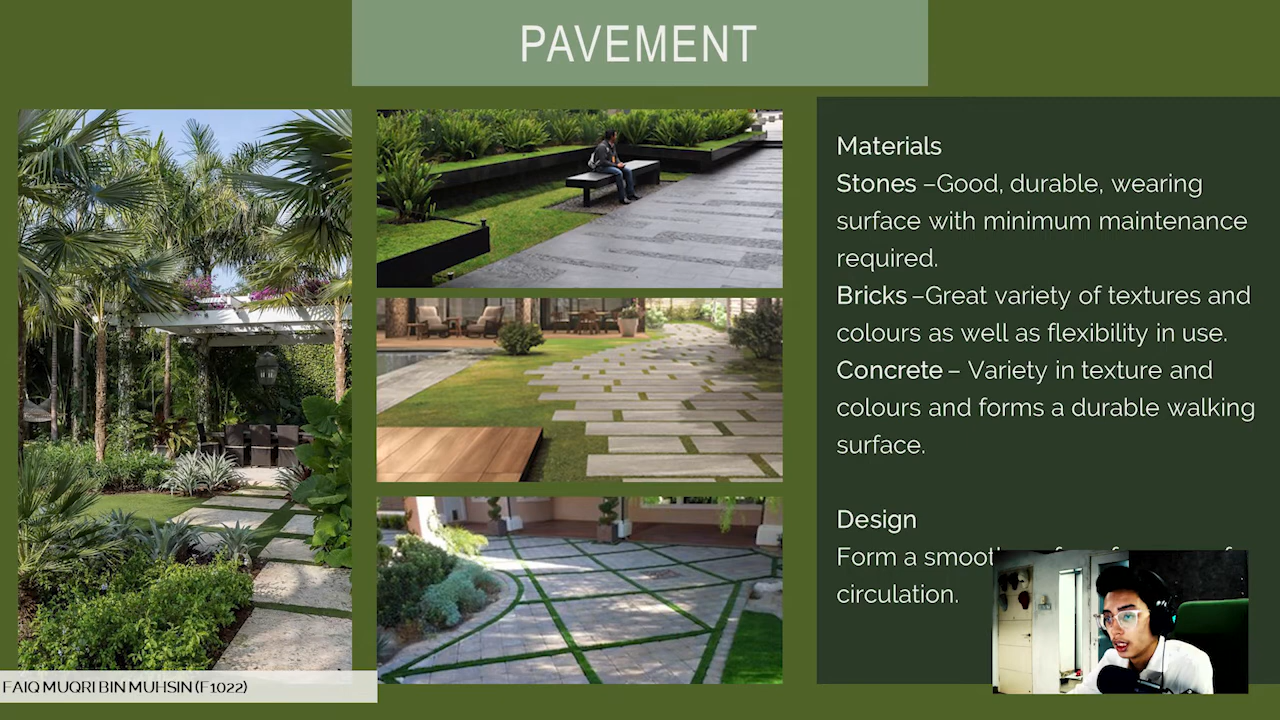 PAVEMENT
Materials
Stones –Good, durable, wearing
surface with minimum maintenance
required.
Bricks –Great variety of textures and
colours as well as flexibility in use.
Concrete – Variety in texture and
colours and forms a durable walking
surface.
Design
Form a
circulation.
FAIQ MUQRI BIN MUHSIN (F1022)